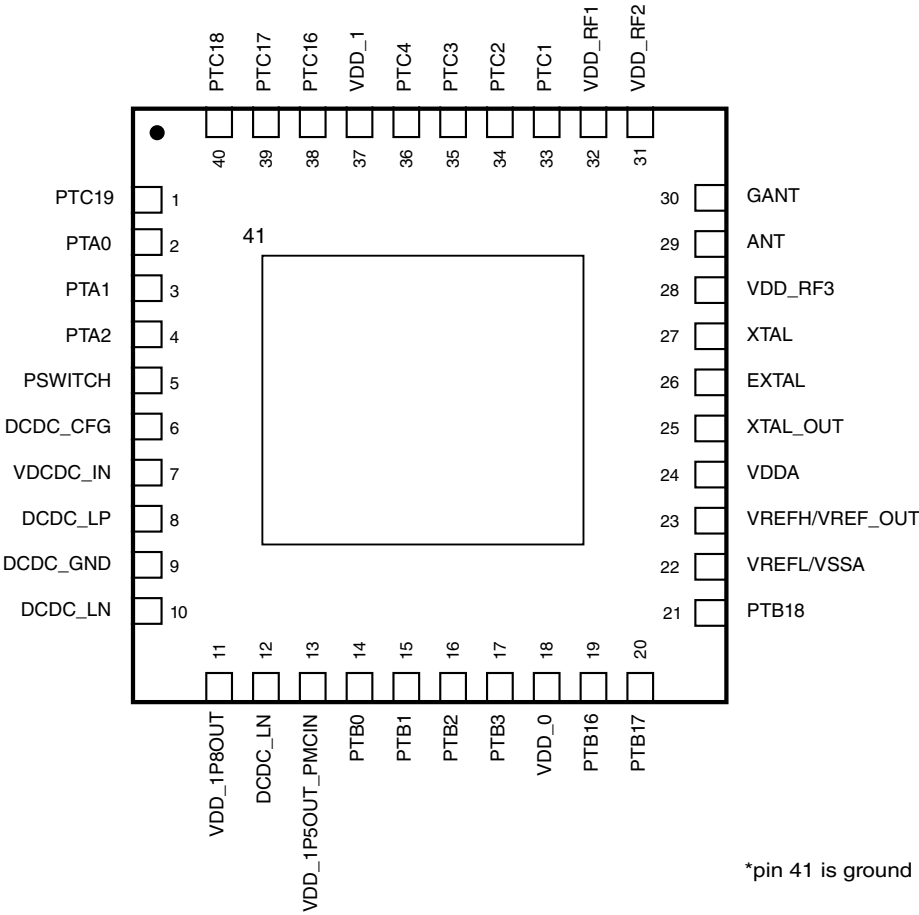 PTC18
PTC17
PTC16
VDD_1
PTC4
PTC3
PTC2
PTC1
VDD_RF1
VDD_RF2
40
39
38
37
36
35
34
33
32
31
PTC19 1
PTA0 2
PTA1 3
PTA2 4
PSWITCH 5
DCDC_CFG 6
VDCDC_IN 7
DCDC_LP 8
DCDC_GND 9
DCDC_LN 10
41
30 GANT
29 ANT
28 VDD_RF3
27 XTAL
26 EXTAL
25 XTAL_OUT
24 VDDA
23 VREFH/VREF_OUT
22 VREFL/VSSA
21 PTB18
11
12
13
14
15
16
17
18
19
20
VDD_1P8OUT
DCDC_LN
VDD_1P5OUT_PMCIN
PTB0
PTB1
PTB2
PTB3
VDD_0
PTB16
PTB17
*pin 41 is ground